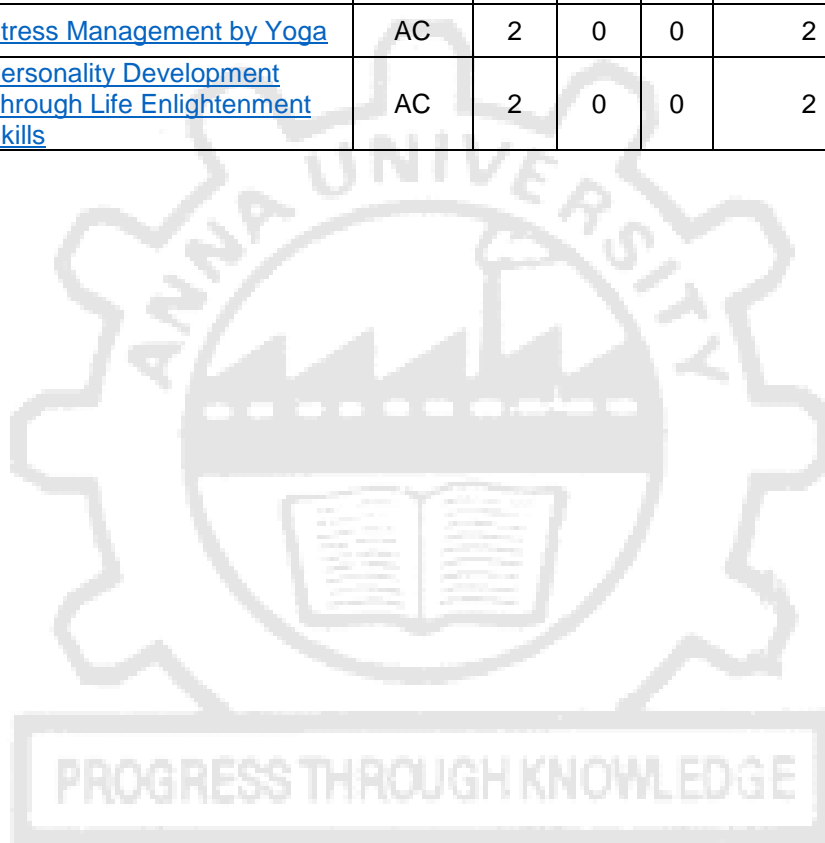 tress Management by Yoga AC 2 0 0 2
ersonality Development
hrough Life Enlightenment AC 2 0 0 2
kills
ANNA UNIVERSITY
PROGRESS THROUGH KNOWLEDGE